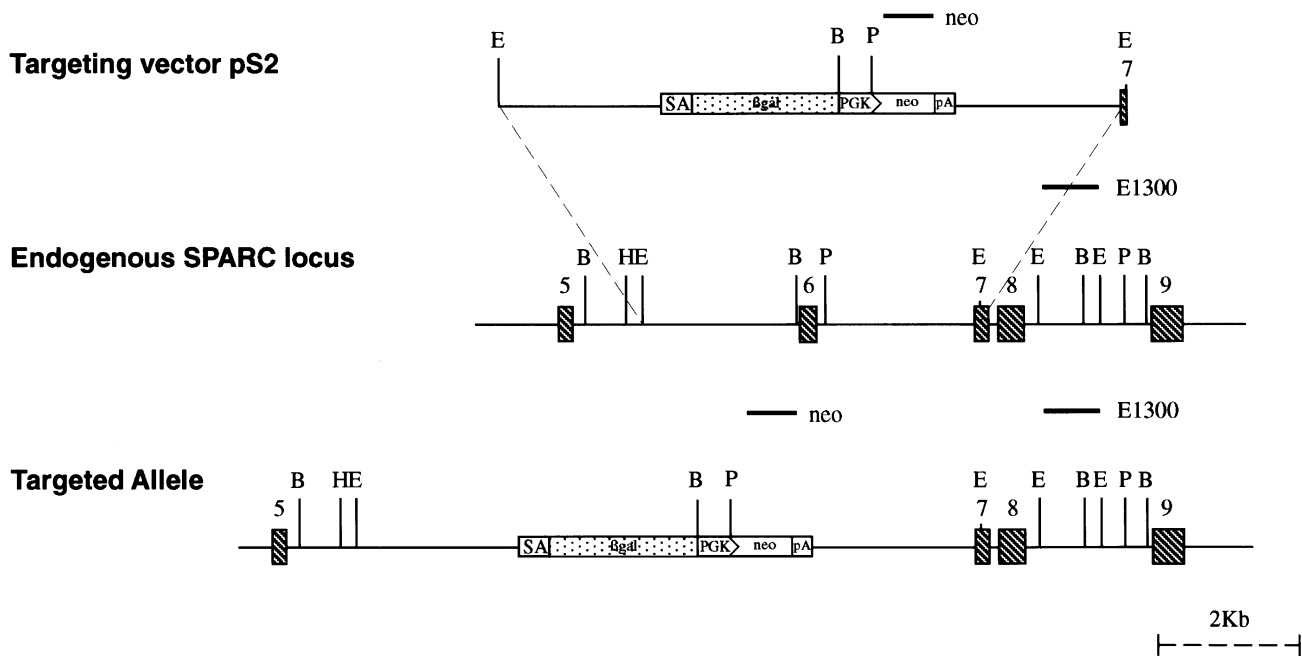 neo
E B P E
Targeting vector pS2 7
SA ßgal PGK neo pA
E1300
Endogenous SPARC locus B HE B P E E B E P B
5 6 7 8 9
neo E1300
Targeted Allele B HE B P E E B E P B
5 7 8 9
SA ßgal PGK neo pA
2Kb